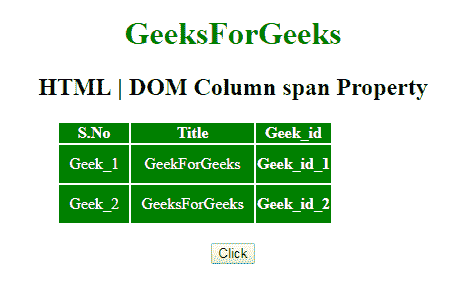 GeeksForGeeks
HTML | DOM Column span Property
S.No Title Geek_id
Geek_1 GeekForGeeks Geek_id_1
Geek_2 GeeksForGeeks Geek_id_2
Click